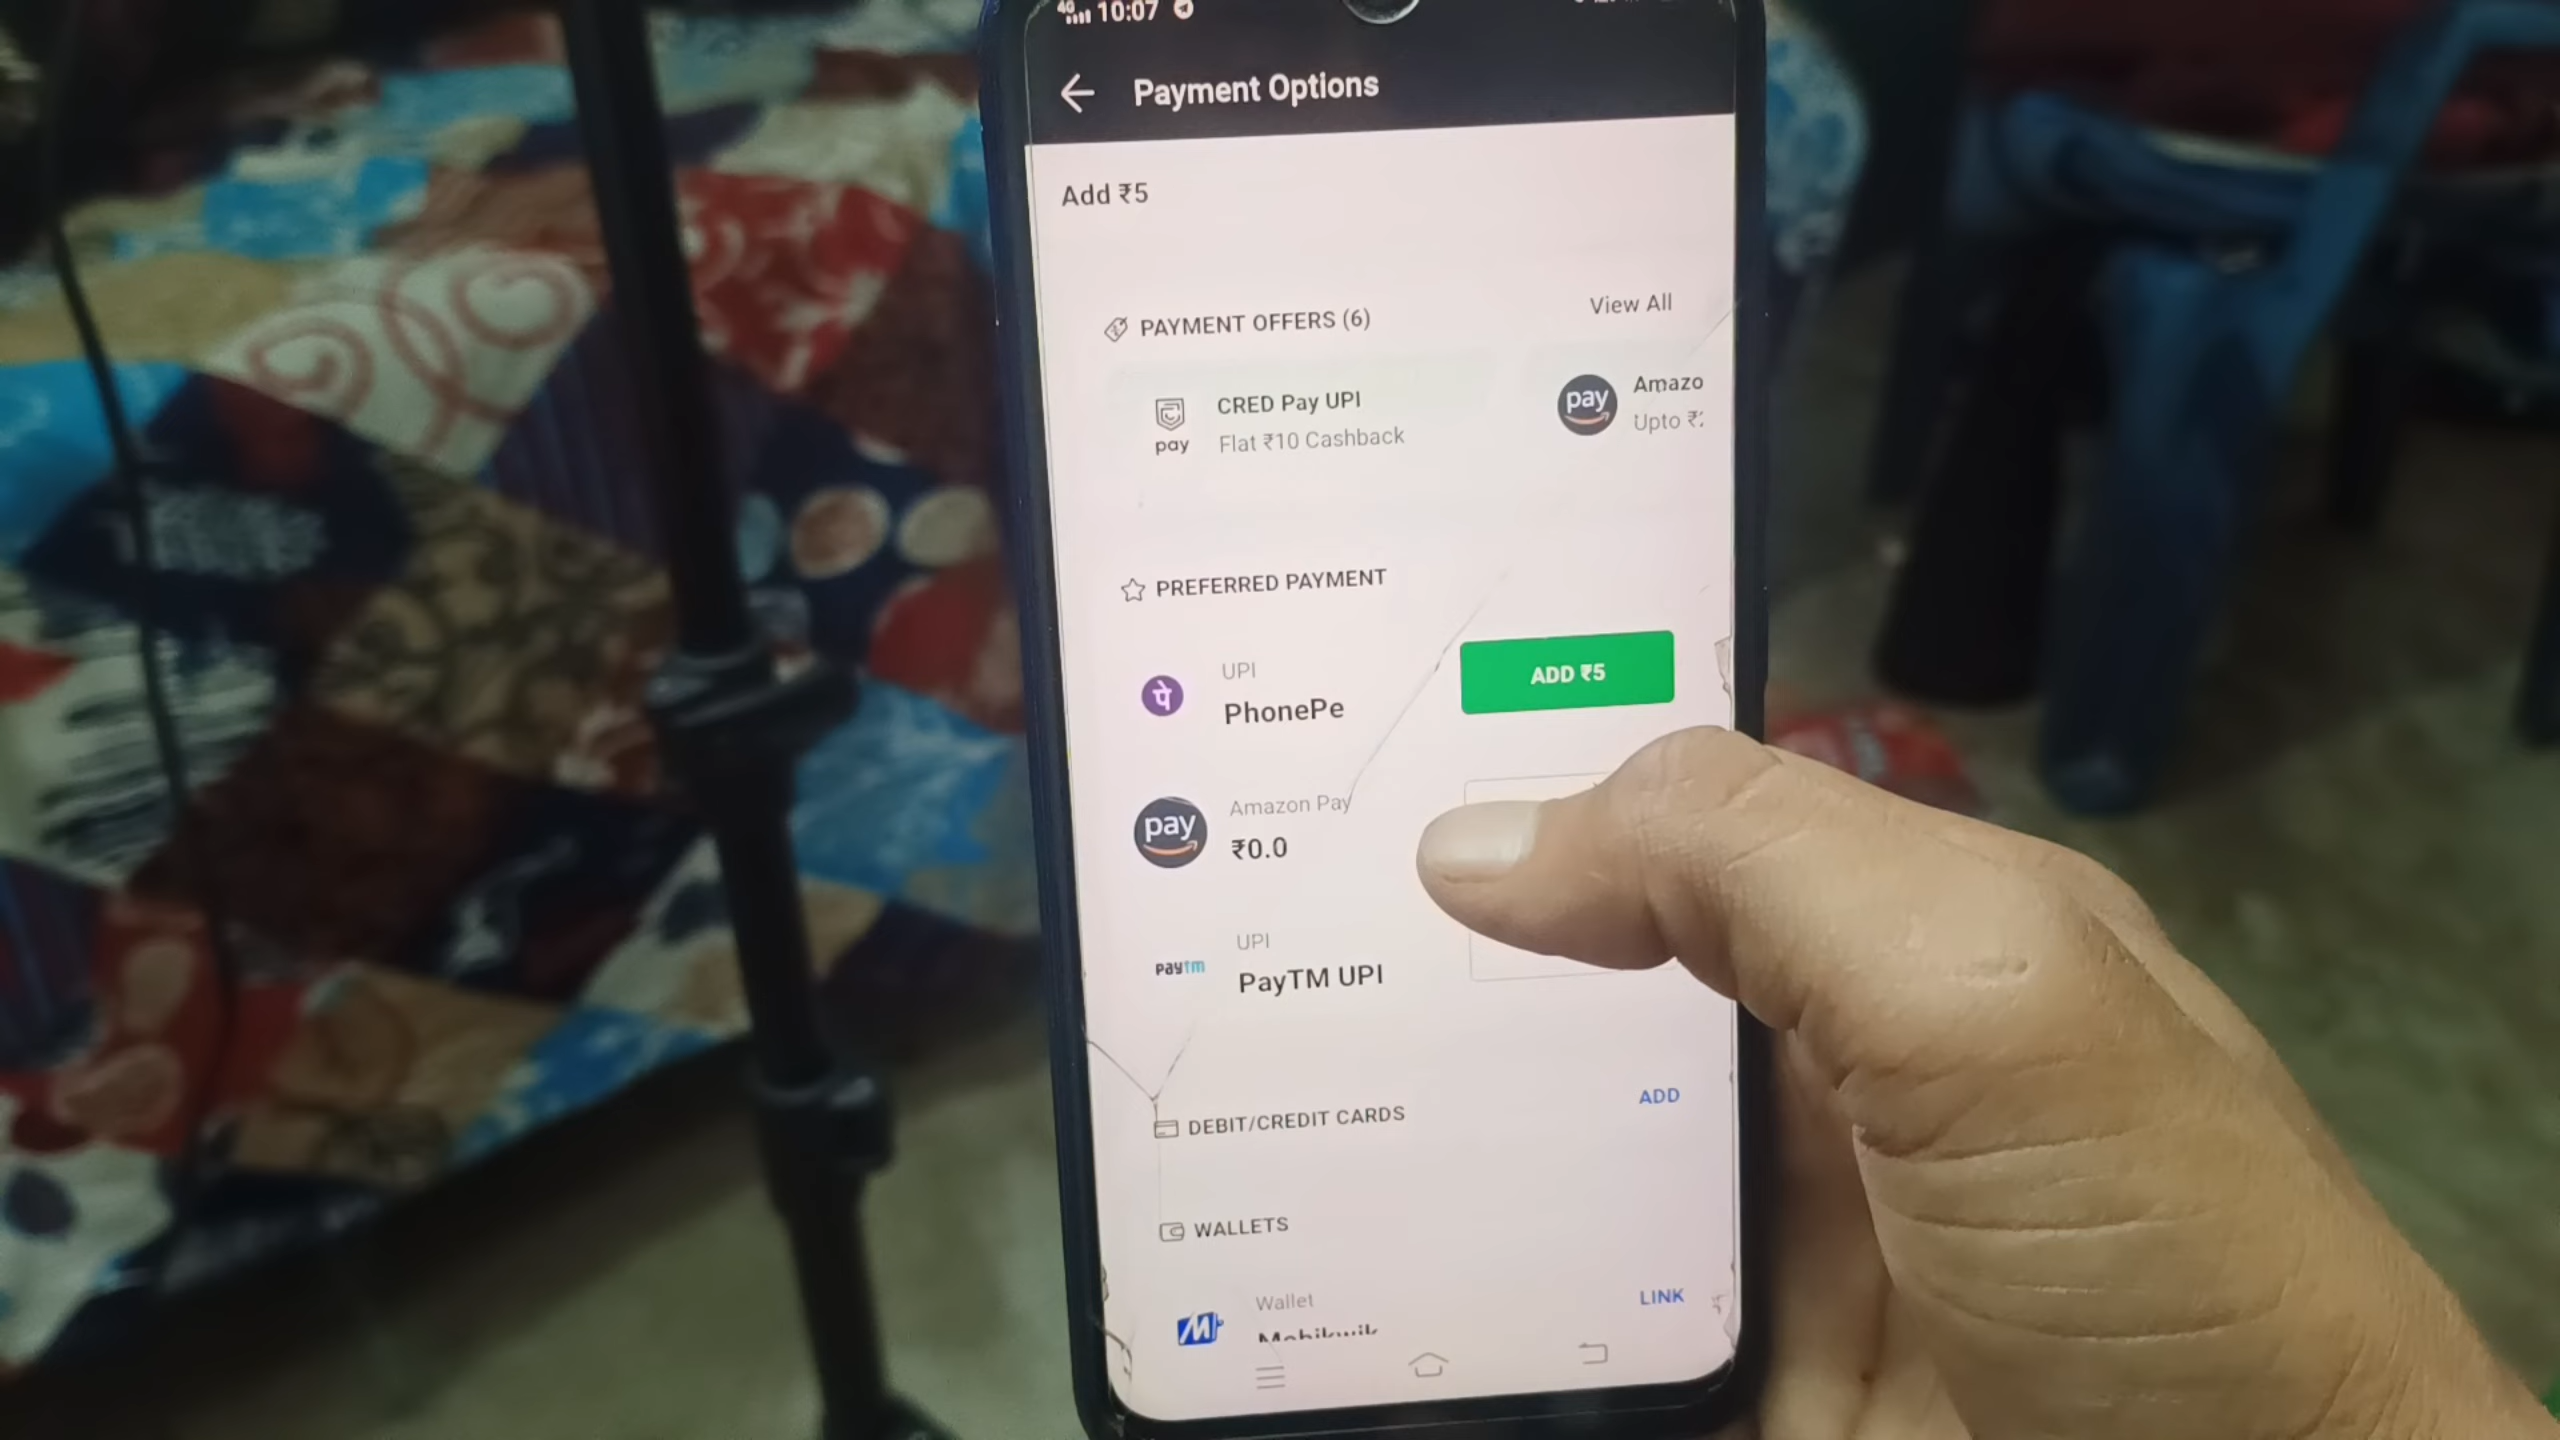 4G 10:07
Payment Options
Add ₹5
PAYMENT OFFERS (6)
View All
CRED Pay UPI
Flat ₹10 Cashback
pay
pay
Amazo
Upto
PREFERRED PAYMENT
UPI
PhonePe
पे
ADD ₹5
Amazon Pay
₹0.0
pay
UPI
PayTM UPI
paytm
DEBIT/CREDIT CARDS
ADD
WALLETS
Wallet
LINK